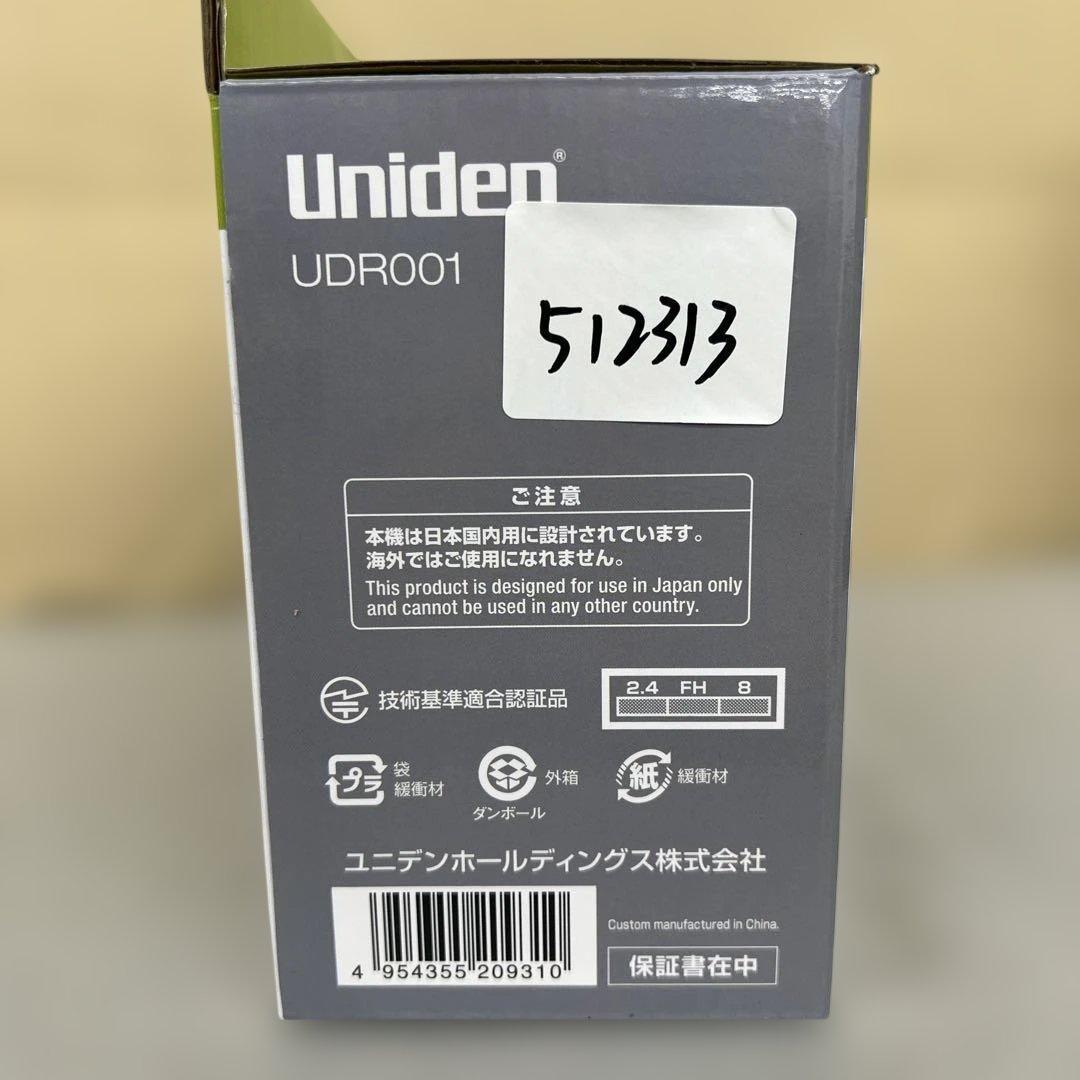 Uniden®
UDR001
512313
ご注意
本機は日本国内用に設計されています。
海外ではご使用になれません。
This product is designed for use in Japan only
and cannot be used in any other country.
技術基準適合認証品
2.4 FH 8
プラ
袋
緩衝材
外箱
ダンボール
紙
緩衝材
ユニデンホールディングス株式会社
Custom manufactured in China.
4 954355 209310
保証書在中